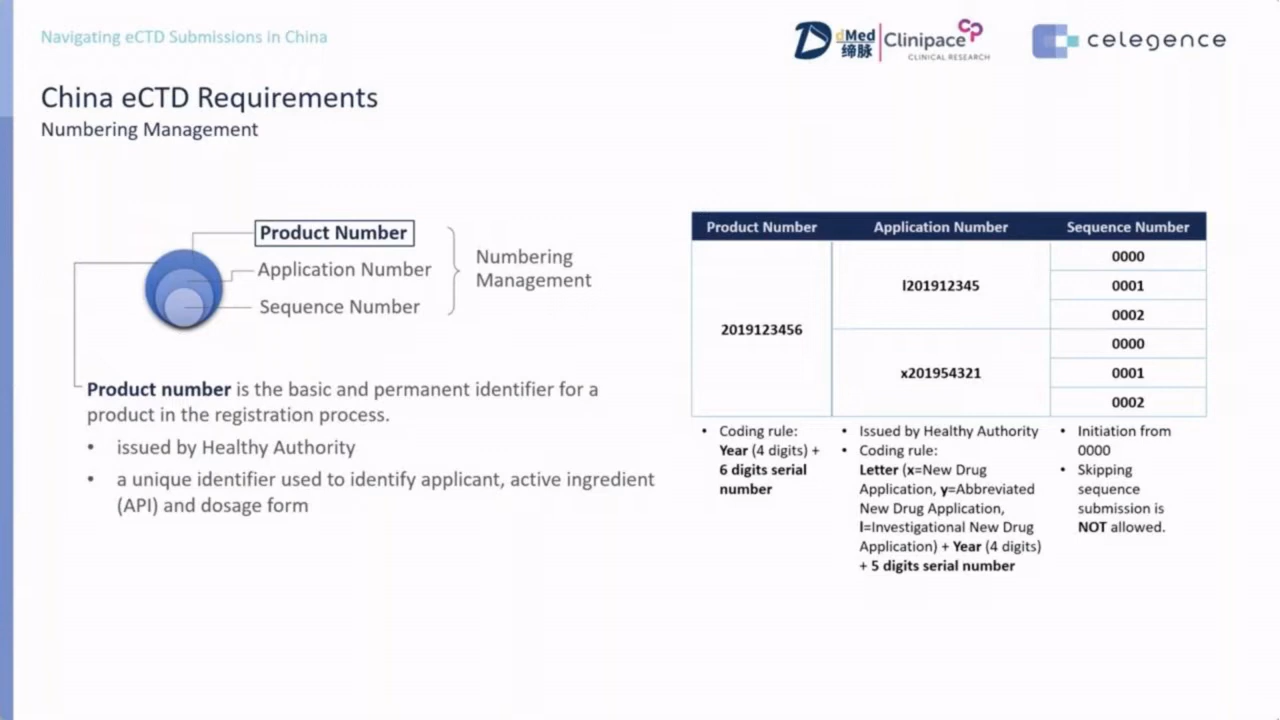 Navigating eCTD Submissions in China
dMed
缔脉
Clinipace
CLINICAL RESEARCH
celegence
China eCTD Requirements
Numbering Management
Product Number
Application Number
Sequence Number
Numbering
Management
Product number is the basic and permanent identifier for a
product in the registration process.
• issued by Healthy Authority
• a unique identifier used to identify applicant, active ingredient
(API) and dosage form
Product Number Application Number Sequence Number
2019123456
l201912345
0000
0001
0002
x201954321
0000
0001
0002
• Coding rule:
Year (4 digits) +
6 digits serial
number
• Issued by Healthy Authority
• Coding rule:
Letter (x=New Drug
Application, y=Abbreviated
New Drug Application,
l=Investigational New Drug
Application) + Year (4 digits)
+ 5 digits serial number
• Initiation from
0000
• Skipping
sequence
submission is
NOT allowed.